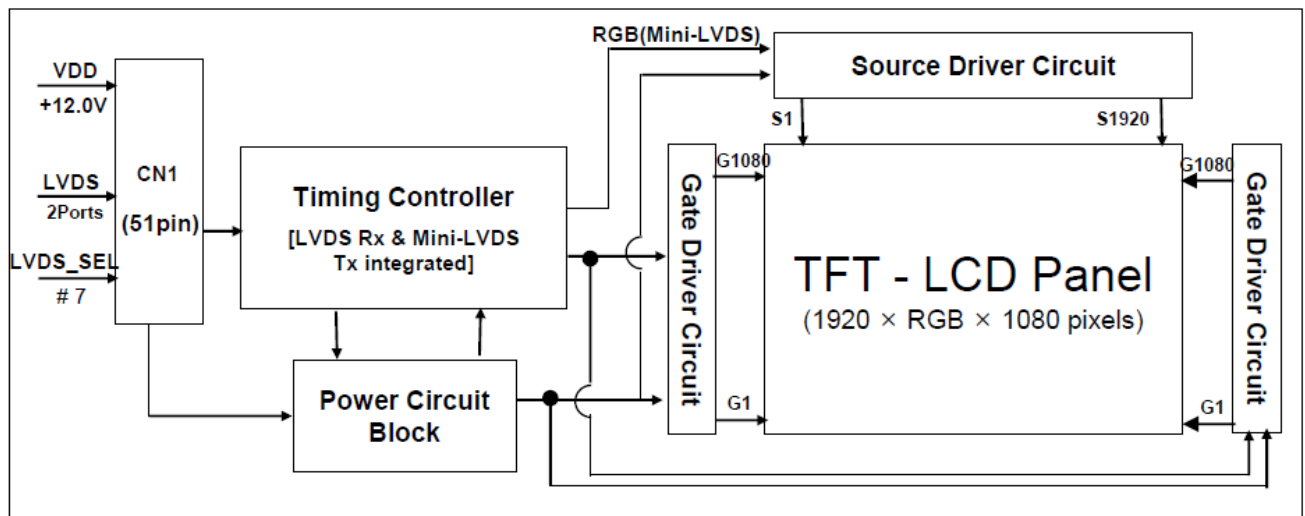 VDD
+12.0V
LVDS
2Ports
LVDS_SEL
# 7
CN1
(51pin)
Timing Controller
[LVDS Rx & Mini-LVDS
Tx integrated]
Power Circuit
Block
RGB(Mini-LVDS)
Source Driver Circuit
S1
S1920
Gate Driver Circuit
G1080
G1
TFT - LCD Panel
(1920 × RGB × 1080 pixels)
G1080
G1
Gate Driver Circuit